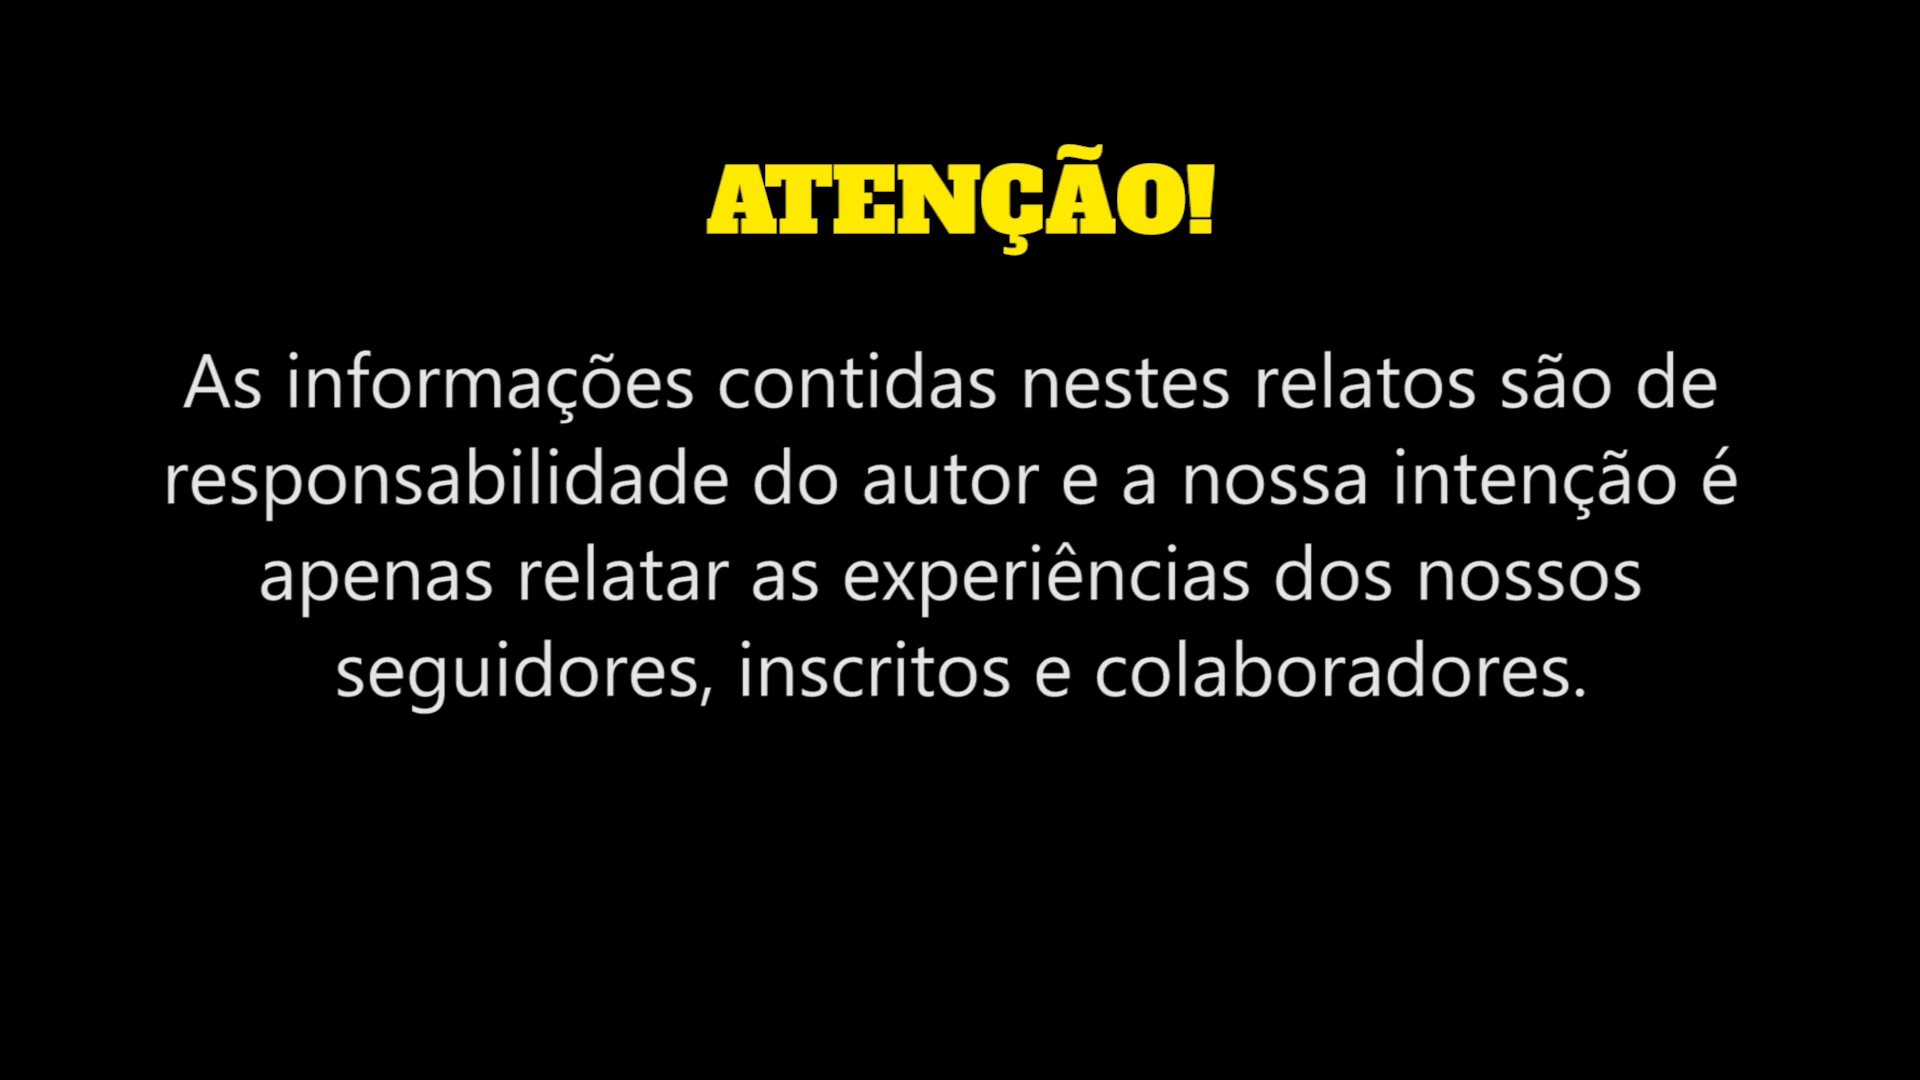 ATENÇÃO!
As informações contidas nestes relatos são de
responsabilidade do autor e a nossa intenção é
apenas relatar as experiências dos nossos
seguidores, inscritos e colaboradores.